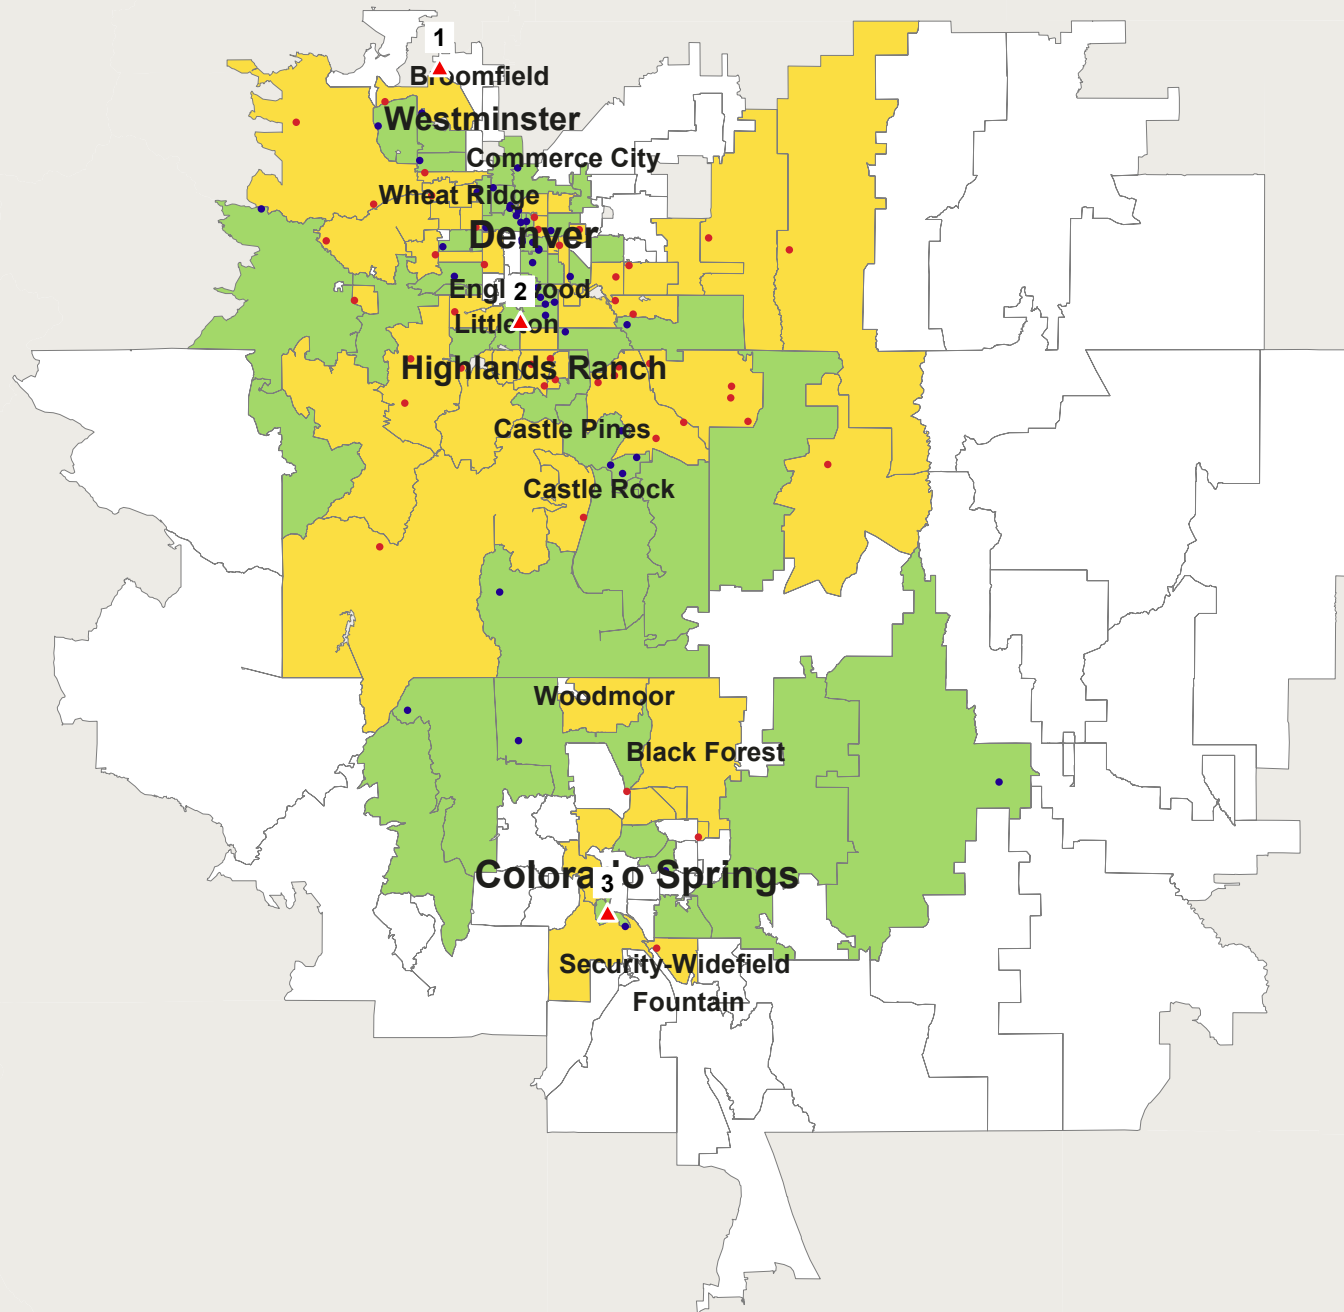 1
Broomfield
Westminster
Commerce City
Wheat Ridge
Denver
Englewood
2
Littleton
Highlands Ranch
Castle Pines
Castle Rock
Woodmoor
Black Forest
Colorado Springs
3
Security-Widefield
Fountain